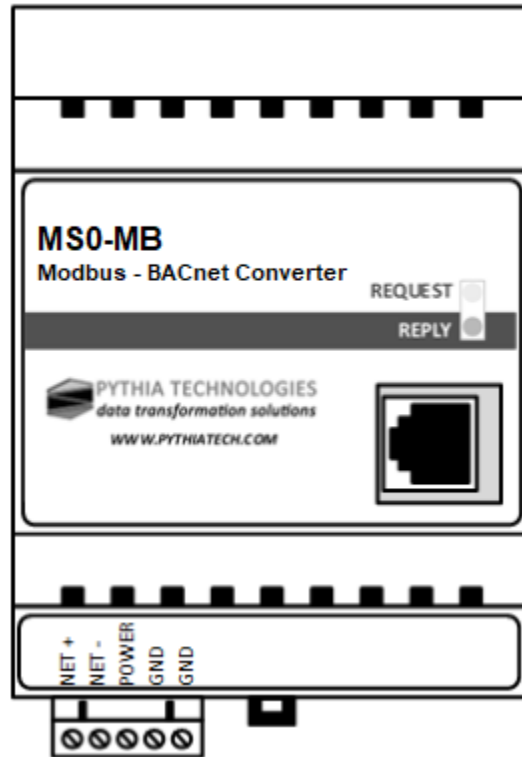 MS0-MB
Modbus - BACnet Converter
REQUEST
REPLY
PYTHIA TECHNOLOGIES
data transformation solutions
WWW.PYTHIATECH.COM
NET +
NET -
POWER
GND
GND